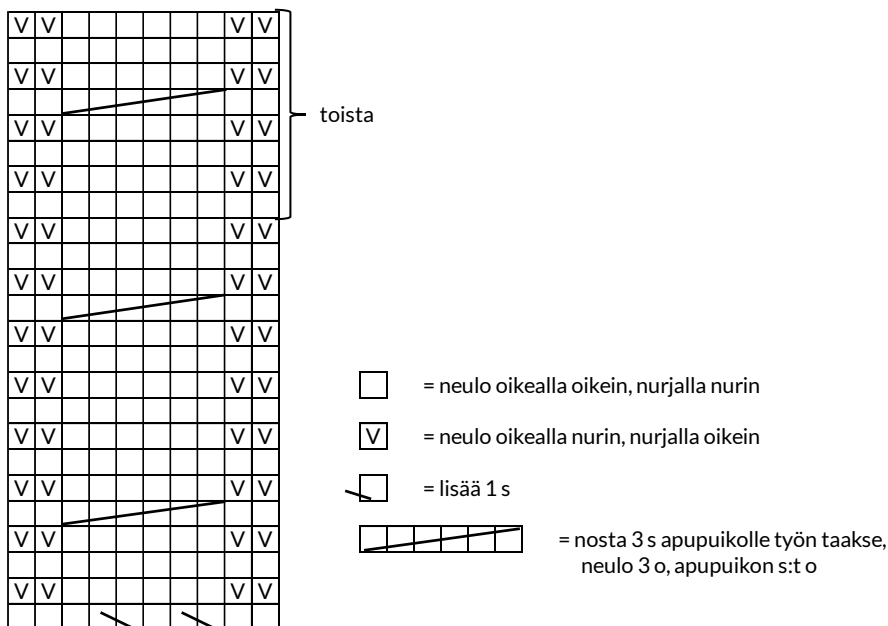 V V V V
V V V V
toista
V V V V
V V V V
V V V V
V V V V
V V V V
V V V V
= neulo oikealla oikein, nurjalla nurin
V V V V
V = neulo oikealla nurin, nurjalla oikein
V V V V
= lisää 1 s
V V V V
= nosta 3 s apupuikolle työn taakse,
neulo 3 o, apupuikon s:t o
V V V V